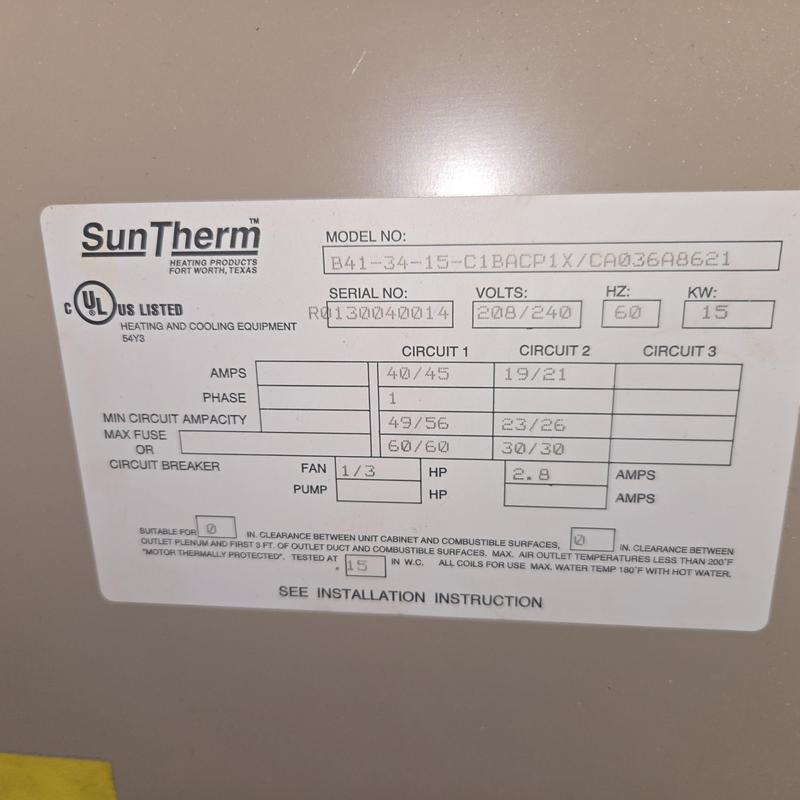 SunTherm™
HEATING PRODUCTS
FORT WORTH, TEXAS
C UL US LISTED
HEATING AND COOLING EQUIPMENT
54Y3
MODEL NO:
B41-34-15-C1BACP1X/CA036A8621
SERIAL NO: VOLTS: HZ: KW:
R0130040014 208/240 60 15
CIRCUIT 1 CIRCUIT 2 CIRCUIT 3
AMPS 40/45 19/21
PHASE 1
MIN CIRCUIT AMPACITY 49/56 23/26
MAX FUSE 60/60 30/30
OR
CIRCUIT BREAKER FAN 1/3 HP 2.8 AMPS
PUMP HP AMPS
SUITABLE FOR 0 IN. CLEARANCE BETWEEN UNIT CABINET AND COMBUSTIBLE SURFACES, 0 IN. CLEARANCE BETWEEN
OUTLET PLENUM AND FIRST 3 FT. OF OUTLET DUCT AND COMBUSTIBLE SURFACES. MAX. AIR OUTLET TEMPERATURES LESS THAN 200°F
"MOTOR THERMALLY PROTECTED". TESTED AT .15 IN W.C. ALL COILS FOR USE MAX. WATER TEMP 180°F WITH HOT WATER.
SEE INSTALLATION INSTRUCTION